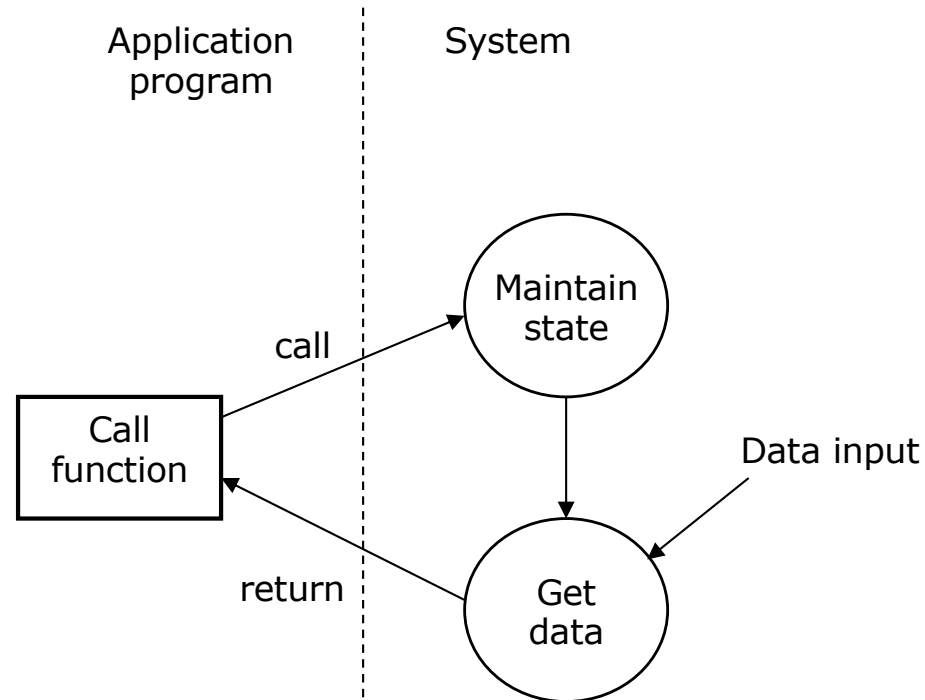 Application
program
System
Maintain
state
call
Call
function
Data input
return
Get
data